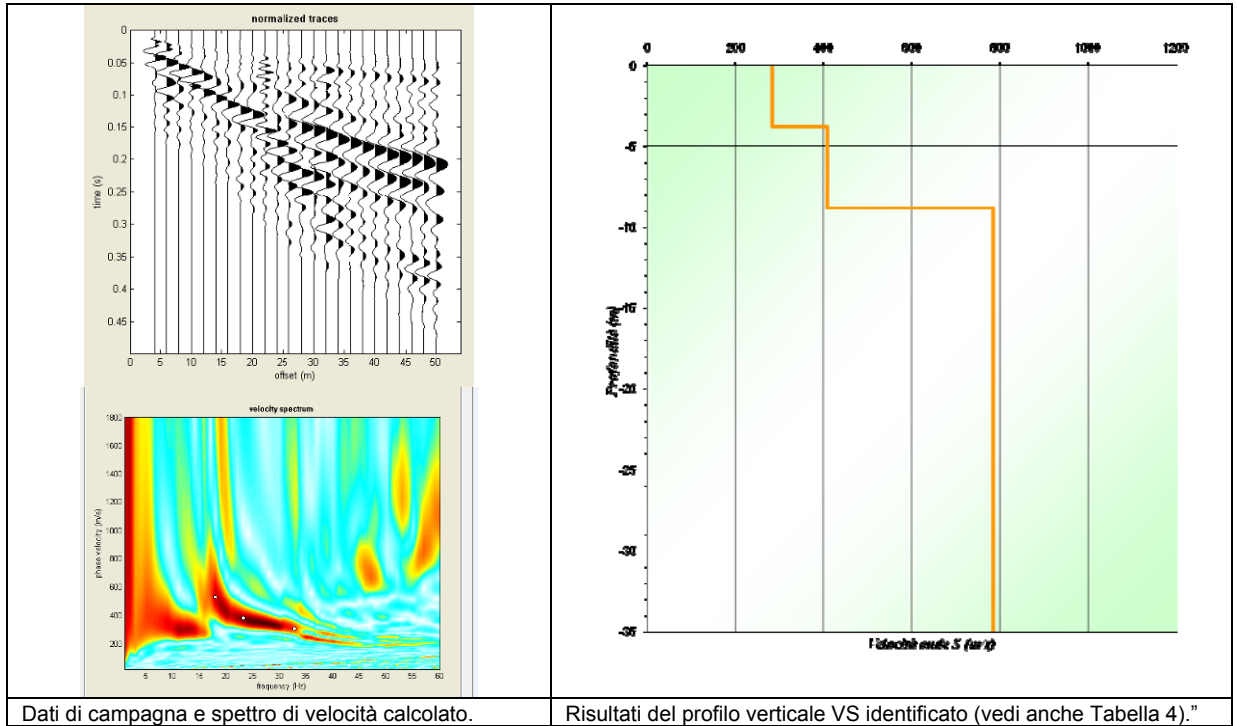 normalized traces
0
0.05
0.1
0.15
0.2
0.25
0.3
0.35
0.4
0.45
time (s)
0 5 10 15 20 25 30 35 40 45 50
offset (m)
velocity spectrum
1800
1600
1400
1200
1000
800
600
400
200
phase velocity (m/s)
5 10 15 20 25 30 35 40 45 50 55 60
frequency (Hz)
Dati di campagna e spettro di velocità calcolato.
0 200 400 600 800 1000 1200
0
-5
-10
-15
-20
-25
-30
-35
Profondità (m)
Velocità onde S (m/s)
Risultati del profilo verticale VS identificato (vedi anche Tabella 4).”